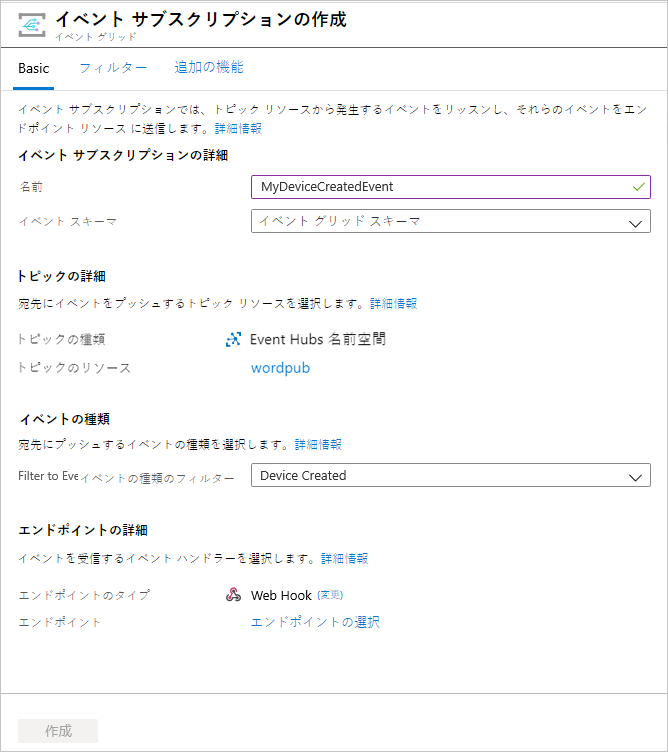 イベント サブスクリプションの作成
イベント グリッド
Basic フィルター 追加の機能
イベント サブスクリプションでは、トピック リソースから発生するイベントをリッスンし、それらのイベントをエン
ドポイント リソース に送信します。詳細情報
イベント サブスクリプションの詳細
名前 MyDeviceCreatedEvent
イベント スキーマ イベント グリッド スキーマ
トピックの詳細
宛先にイベントをプッシュするトピック リソースを選択します。詳細情報
トピックの種類 Event Hubs 名前空間
トピックのリソース wordpub
イベントの種類
宛先にプッシュするイベントの種類を選択します。詳細情報
Filter to Eve イベントの種類のフィルター Device Created
エンドポイントの詳細
イベントを受信するイベント ハンドラーを選択します。詳細情報
エンドポイントのタイプ Web Hook (変更)
エンドポイント エンドポイントの選択
作成